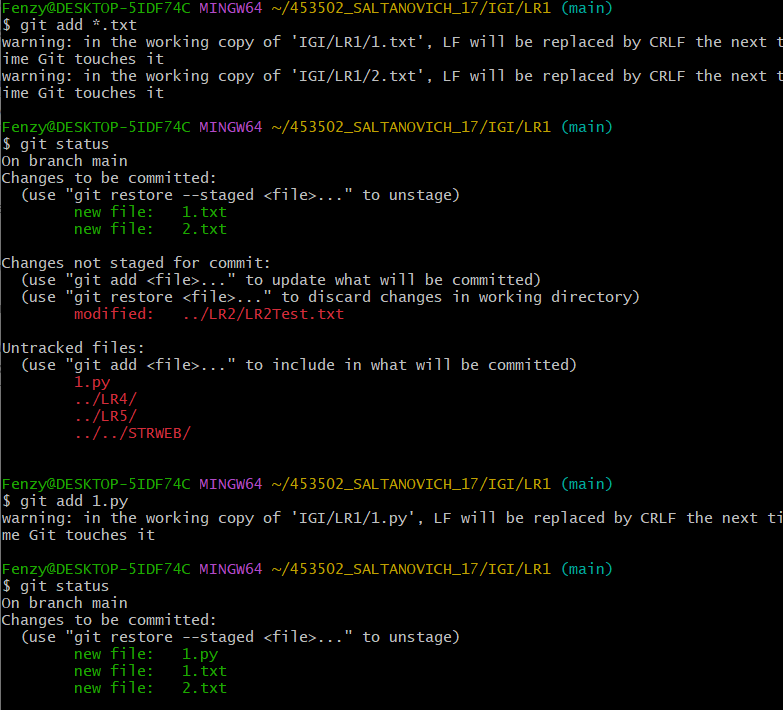 Fenzy@DESKTOP-5IDF74C MINGW64 ~/453502_SALTANOVICH_17/IGI/LR1 (main)
$ git add *.txt
warning: in the working copy of 'IGI/LR1/1.txt', LF will be replaced by CRLF the next t
ime Git touches it
warning: in the working copy of 'IGI/LR1/2.txt', LF will be replaced by CRLF the next t
ime Git touches it
Fenzy@DESKTOP-5IDF74C MINGW64 ~/453502_SALTANOVICH_17/IGI/LR1 (main)
$ git status
On branch main
Changes to be committed:
  (use "git restore --staged <file>..." to unstage)
        new file:   1.txt
        new file:   2.txt
Changes not staged for commit:
  (use "git add <file>..." to update what will be committed)
  (use "git restore <file>..." to discard changes in working directory)
        modified:   ../LR2/LR2Test.txt
Untracked files:
  (use "git add <file>..." to include in what will be committed)
        1.py
        ../LR4/
        ../LR5/
        ../../STRWEB/
Fenzy@DESKTOP-5IDF74C MINGW64 ~/453502_SALTANOVICH_17/IGI/LR1 (main)
$ git add 1.py
warning: in the working copy of 'IGI/LR1/1.py', LF will be replaced by CRLF the next ti
me Git touches it
Fenzy@DESKTOP-5IDF74C MINGW64 ~/453502_SALTANOVICH_17/IGI/LR1 (main)
$ git status
On branch main
Changes to be committed:
  (use "git restore --staged <file>..." to unstage)
        new file:   1.py
        new file:   1.txt
        new file:   2.txt